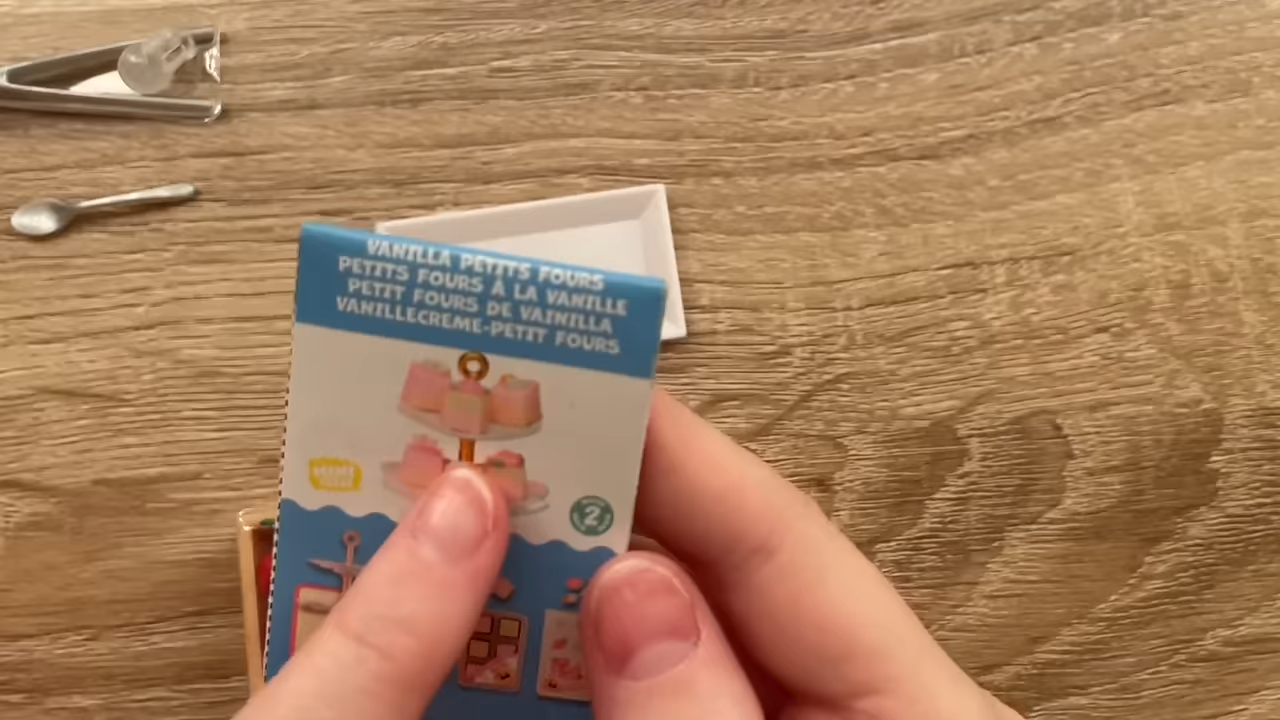 VANILLA PETITS FOURS
PETITS FOURS À LA VANILLE
PETIT FOURS DE VAINILLA
VANILLECREME-PETIT FOURS
2